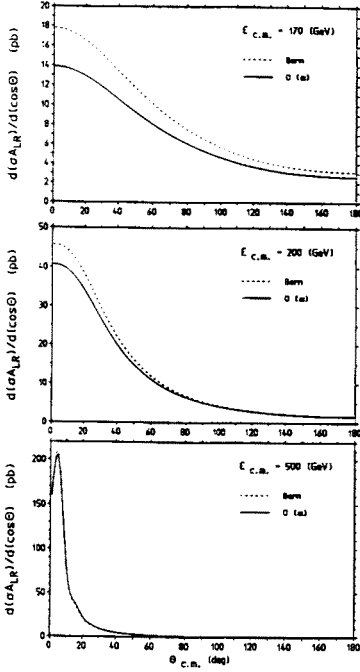 20
18
16
14
12
10
8
6
4
2
0
d(σA_LR)/d(cosΘ) (pb)
E c.m. = 170 (GeV)
Born
O (α)
0 20 40 60 80 100 120 140 160 180
50
40
30
20
10
0
d(σA_LR)/d(cosΘ) (pb)
E c.m. = 200 (GeV)
Born
O (α)
0 20 40 60 80 100 120 140 160 180
200
150
100
50
0
d(σA_LR)/d(cosΘ) (pb)
E c.m. = 500 (GeV)
Born
O (α)
0 20 40 60 80 100 120 140 160 180
Θ c.m. (deg)